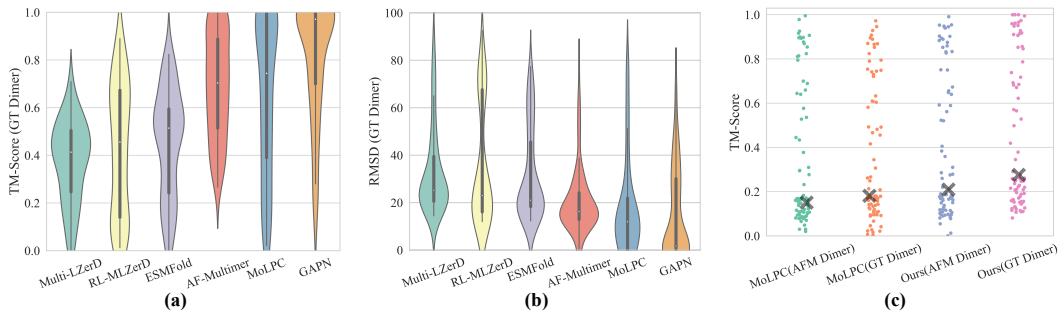 TM-Score (GT Dimer)
1.0
0.8
0.6
0.4
0.2
0.0
Multi-LZerD
RL-MLZerD
ESMFold
AF-Multimer
MoLPC
GAPN
(a)
RMSD (GT Dimer)
100
80
60
40
20
0
Multi-LZerD
RL-MLZerD
ESMFold
AF-Multimer
MoLPC
GAPN
(b)
TM-Score
1.0
0.8
0.6
0.4
0.2
0.0
MoLPC(AFM Dimer)
MoLPC(GT Dimer)
Ours(AFM Dimer)
Ours(GT Dimer)
(c)